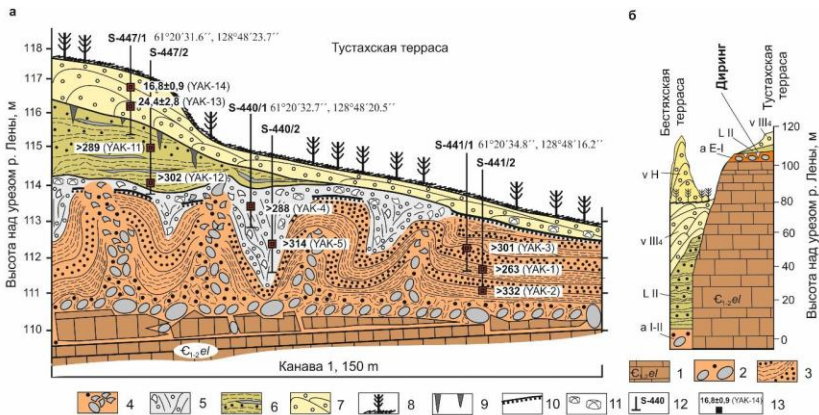 а
б
S-447/1 61°20´31.6´´, 128°48´23.7´´
S-447/2
Тустахская терраса
16,8±0,9 (YAK-14)
24,4±2,8 (YAK-13)
S-440/1 61°20´32.7´´, 128°48´20.5´´
S-440/2
>289 (YAK-11)
>302 (YAK-12)
S-441/1 61°20´34.8´´, 128°48´16.2´´
S-441/2
>288 (YAK-4)
>314 (YAK-5)
>301 (YAK-3)
>263 (YAK-1)
>332 (YAK-2)
Высота над урезом р. Лены, м
118
117
116
115
114
113
112
111
110
Є₁₋₂el
Канава 1, 150 m
Бестяхская терраса
Диринг
Тустахская терраса
v III₄
L II
a E-I
v H
v III₄
L II
a I-II
Є₁₋₂el
120
100
80
60
40
20
0
Высота над урезом р. Лены, м
Є₁₋₂el 1 2 3
4 5 6 7 8 9 10 11 S-440 12 16,8±0,9 (YAK-14) 13